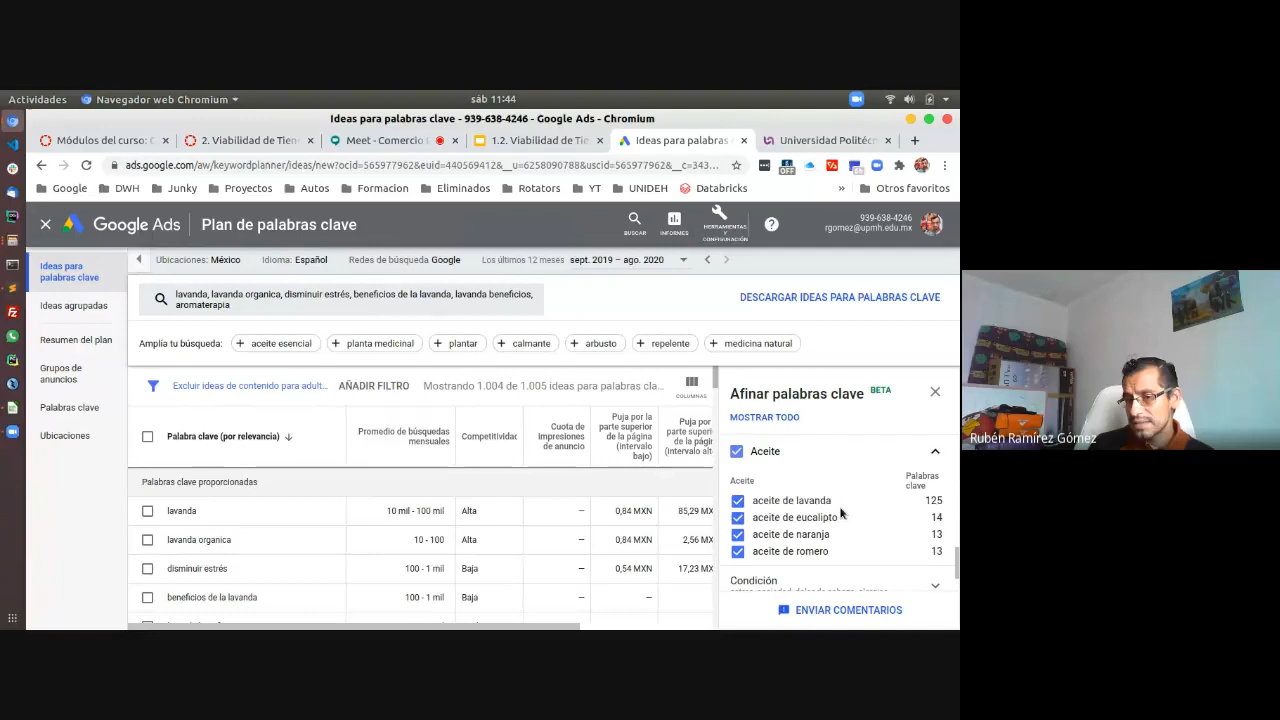 Actividades
Navegador web Chromium
sáb 11:44
Ideas para palabras clave - 939-638-4246 - Google Ads - Chromium
Módulos del curso: C
2. Viabilidad de Tien
Meet - Comercio
1.2. Viabilidad de Tien
Ideas para palabras
Universidad Politécn
ads.google.com/aw/keywordplanner/ideas/new?ocid=565977962&euid=440569412&__u=6258090788&uscid=565977962&__c=343...
OFF
Google
DWH
Junky
Proyectos
Autos
Formacion
Eliminados
Rotators
YT
UNIDEH
Databricks
»
Otros favoritos
Google Ads
Plan de palabras clave
BUSCAR
INFORMES
HERRAMIENTAS
Y
CONFIGURACIÓN
939-638-4246
rgomez@upmh.edu.mx
Ideas para
palabras clave
Ideas agrupadas
Resumen del plan
Grupos de
anuncios
Palabras clave
Ubicaciones
Ubicaciones: México
Idioma: Español
Redes de búsqueda Google
Los últimos 12 meses
sept. 2019 – ago. 2020
lavanda, lavanda organica, disminuir estrés, beneficios de la lavanda, lavanda beneficios,
aromaterapia
DESCARGAR IDEAS PARA PALABRAS CLAVE
Amplía tu búsqueda:
+ aceite esencial
+ planta medicinal
+ plantar
+ calmante
+ arbusto
+ repelente
+ medicina natural
Excluir ideas de contenido para adult...
AÑADIR FILTRO
Mostrando 1.004 de 1.005 ideas para palabras cla...
COLUMNAS
Palabra clave (por relevancia)
Promedio de búsquedas
mensuales
Competitividad
Cuota de
impresiones
de anuncio
Puja por la
parte superior
de la página
(intervalo
bajo)
Puja por la
parte superi
de la págin
(intervalo alt
Palabras clave proporcionadas
lavanda 10 mil - 100 mil Alta – 0,84 MXN 85,29 MX
lavanda organica 10 - 100 Alta – 0,84 MXN 2,56 MX
disminuir estrés 100 - 1 mil Baja – 0,54 MXN 17,23 MX
beneficios de la lavanda 100 - 1 mil Baja – –
Afinar palabras clave BETA
MOSTRAR TODO
Aceite
Aceite
Palabras
clave
aceite de lavanda 125
aceite de eucalipto 14
aceite de naranja 13
aceite de romero 13
Condición
ENVIAR COMENTARIOS
Rubén Ramírez Gómez